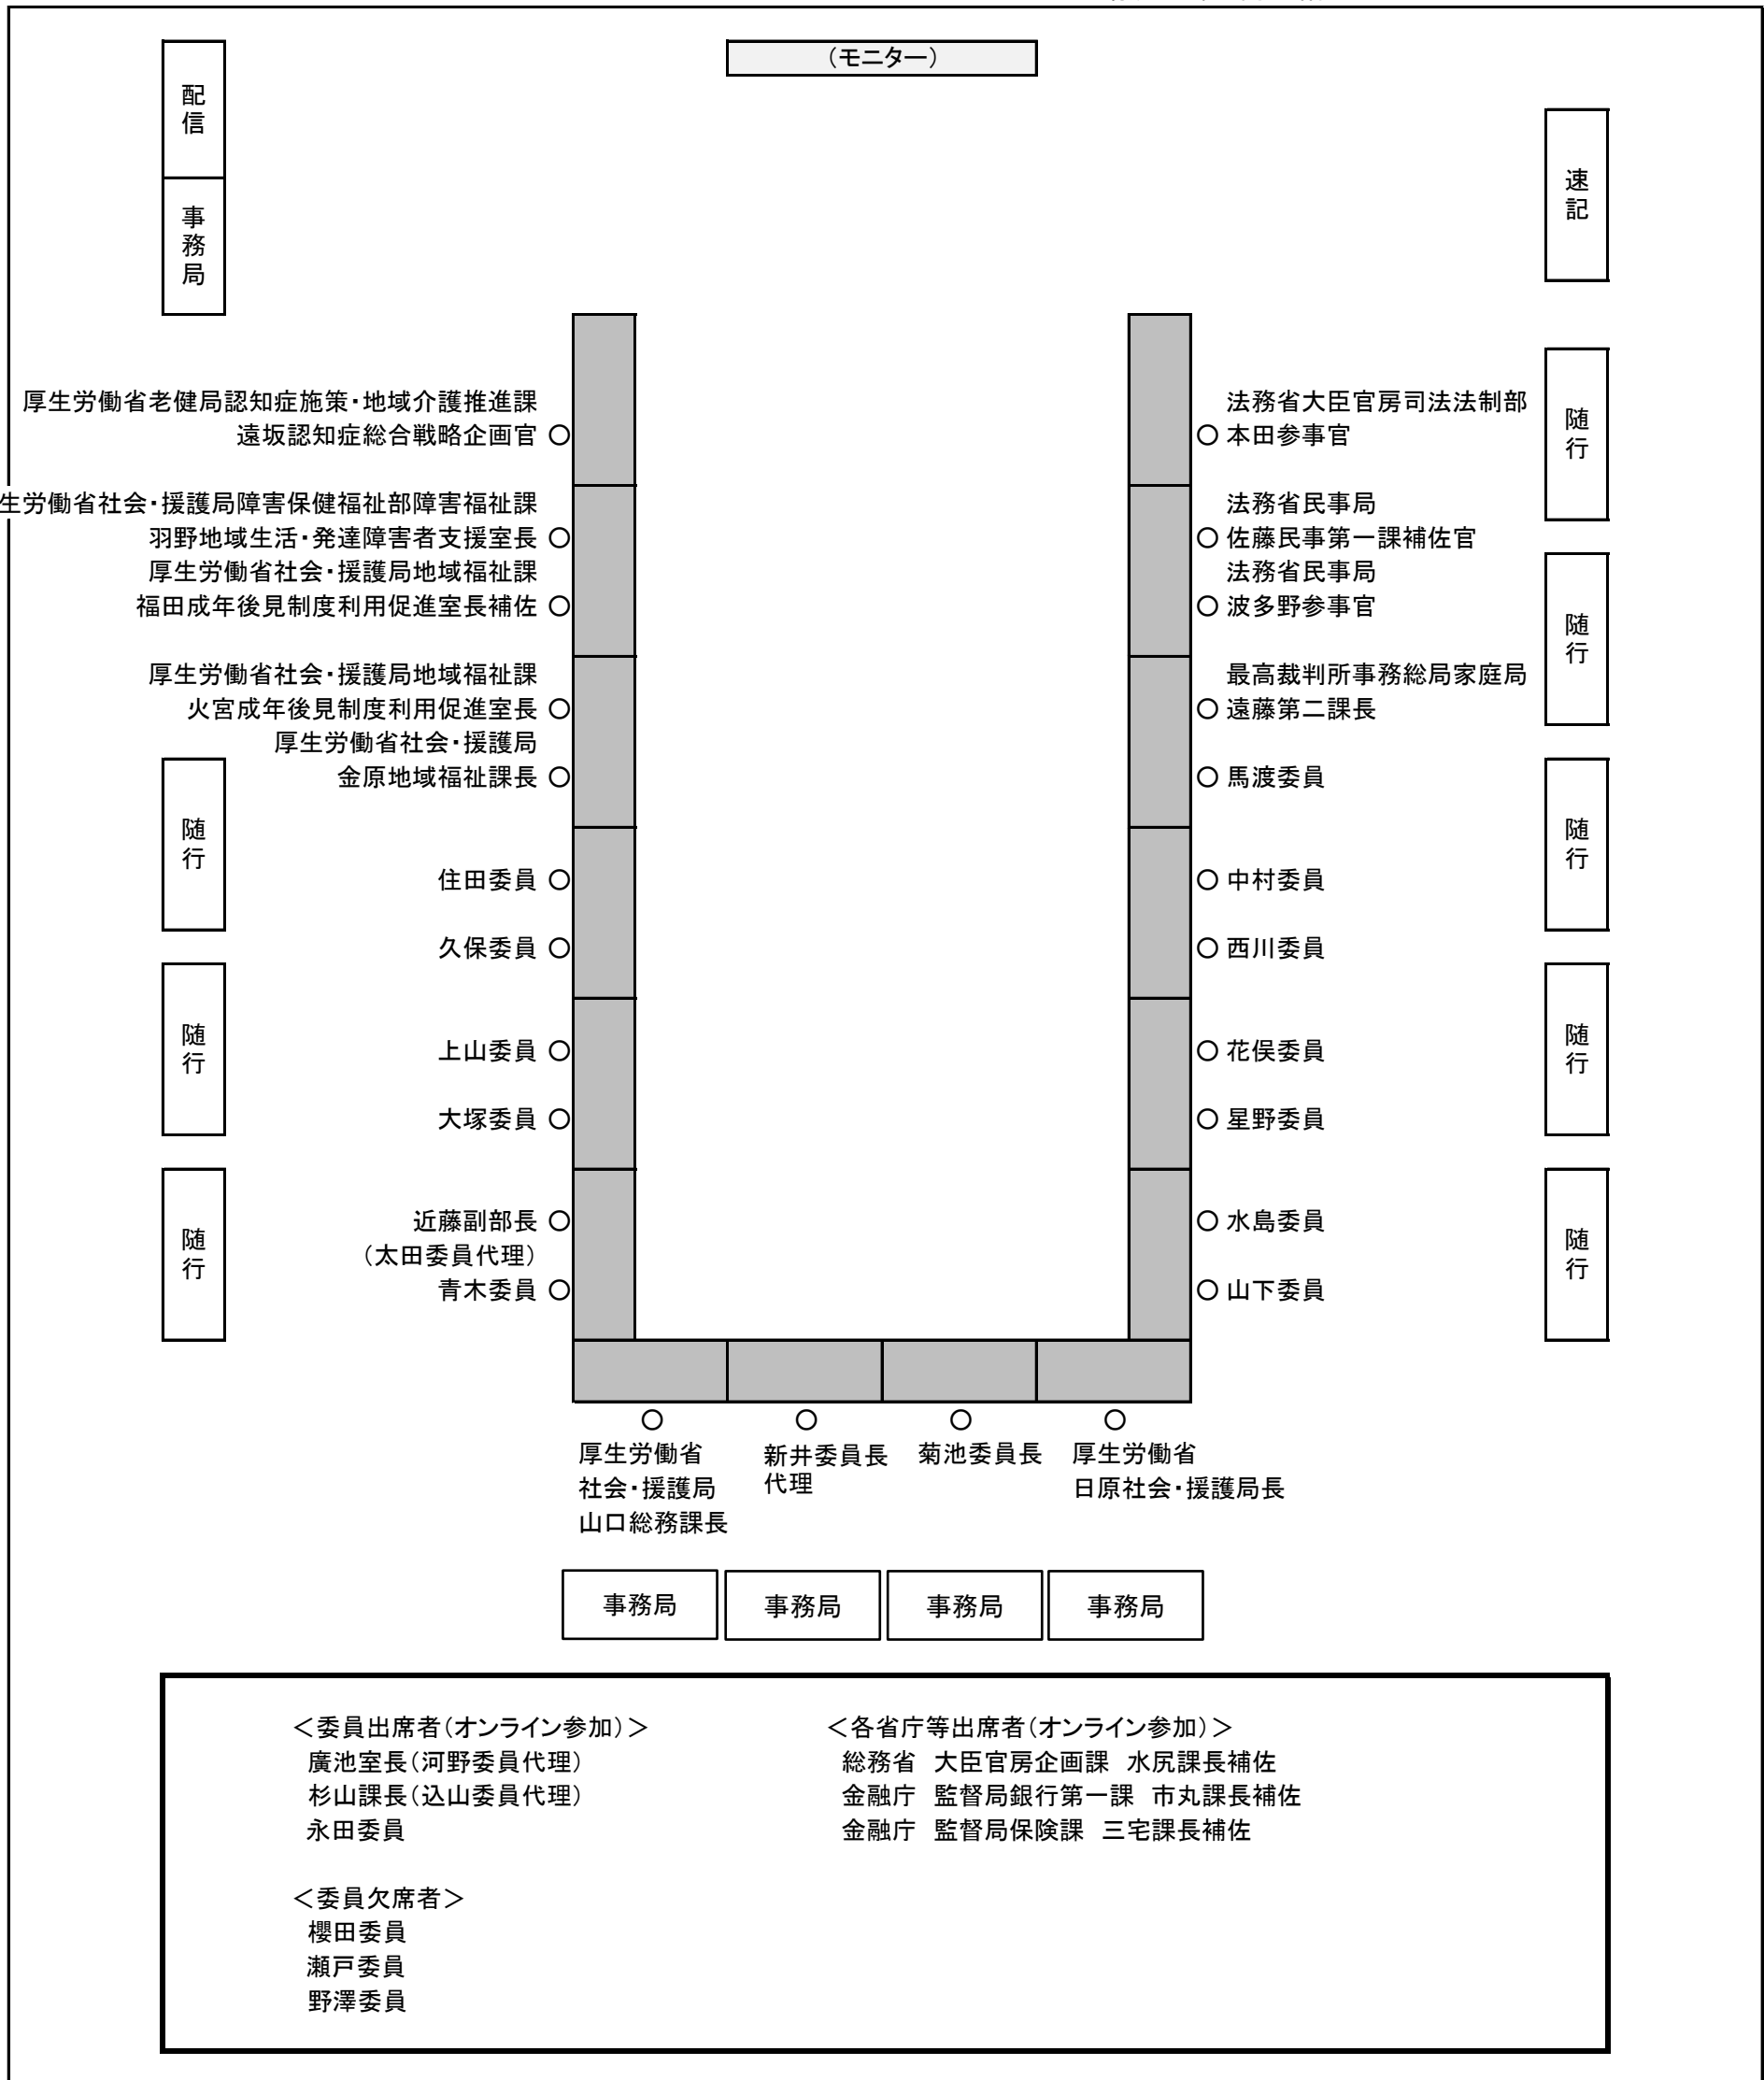 (モニター)
配信
事務局
速記
厚生労働省老健局認知症施策・地域介護推進課
遠坂認知症総合戦略企画官 ○
生労働省社会・援護局障害保健福祉部障害福祉課
羽野地域生活・発達障害者支援室長 ○
厚生労働省社会・援護局地域福祉課
福田成年後見制度利用促進室長補佐 ○
厚生労働省社会・援護局地域福祉課
火宮成年後見制度利用促進室長 ○
厚生労働省社会・援護局
金原地域福祉課長 ○
住田委員 ○
久保委員 ○
上山委員 ○
大塚委員 ○
近藤副部長 ○
(太田委員代理)
青木委員 ○
随行
随行
随行
法務省大臣官房司法法制部
○ 本田参事官
法務省民事局
○ 佐藤民事第一課補佐官
法務省民事局
○ 波多野参事官
最高裁判所事務総局家庭局
○ 遠藤第二課長
○ 馬渡委員
○ 中村委員
○ 西川委員
○ 花俣委員
○ 星野委員
○ 水島委員
○ 山下委員
随行
随行
随行
随行
随行
○ ○ ○ ○
厚生労働省
社会・援護局
山口総務課長
新井委員長
代理
菊池委員長
厚生労働省
日原社会・援護局長
事務局 事務局 事務局 事務局
＜委員出席者(オンライン参加)＞
廣池室長(河野委員代理)
杉山課長(込山委員代理)
永田委員
＜委員欠席者＞
櫻田委員
瀬戸委員
野澤委員
＜各省庁等出席者(オンライン参加)＞
総務省 大臣官房企画課 水尻課長補佐
金融庁 監督局銀行第一課 市丸課長補佐
金融庁 監督局保険課 三宅課長補佐